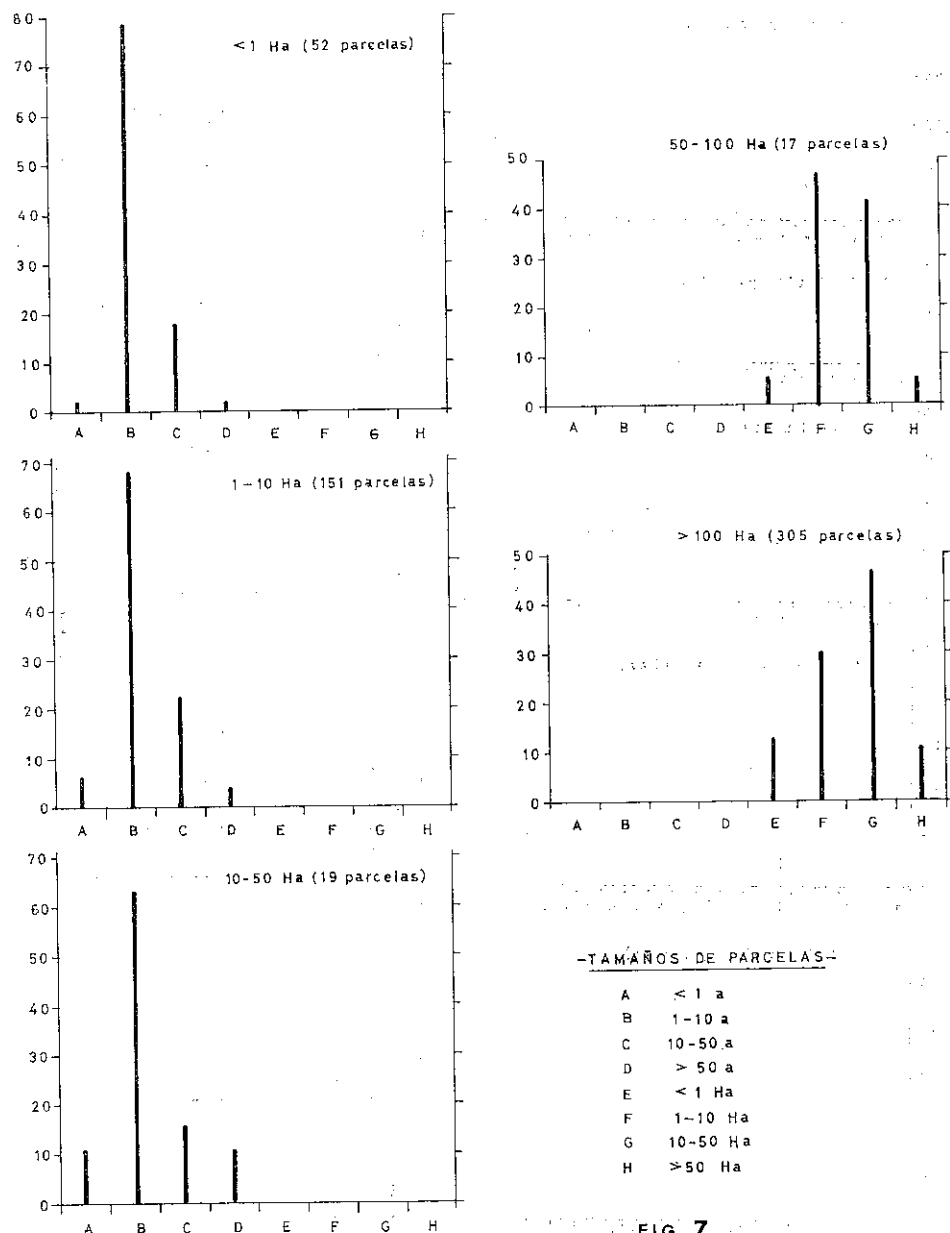 <1 Ha (52 parcelas)
80
70
60
50
40
30
20
10
0
A B C D E F G H
1-10 Ha (151 parcelas)
70
60
50
40
30
20
10
0
A B C D E F G H
10-50 Ha (19 parcelas)
70
60
50
40
30
20
10
0
A B C D E F G H
50-100 Ha (17 parcelas)
50
40
30
20
10
0
A B C D E F G H
>100 Ha (305 parcelas)
50
40
30
20
10
0
A B C D E F G H
-TAMAÑOS DE PARCELAS-
A <1 a
B 1-10 a
C 10-50 a
D >50 a
E <1 Ha
F 1-10 Ha
G 10-50 Ha
H >50 Ha
FIG 7